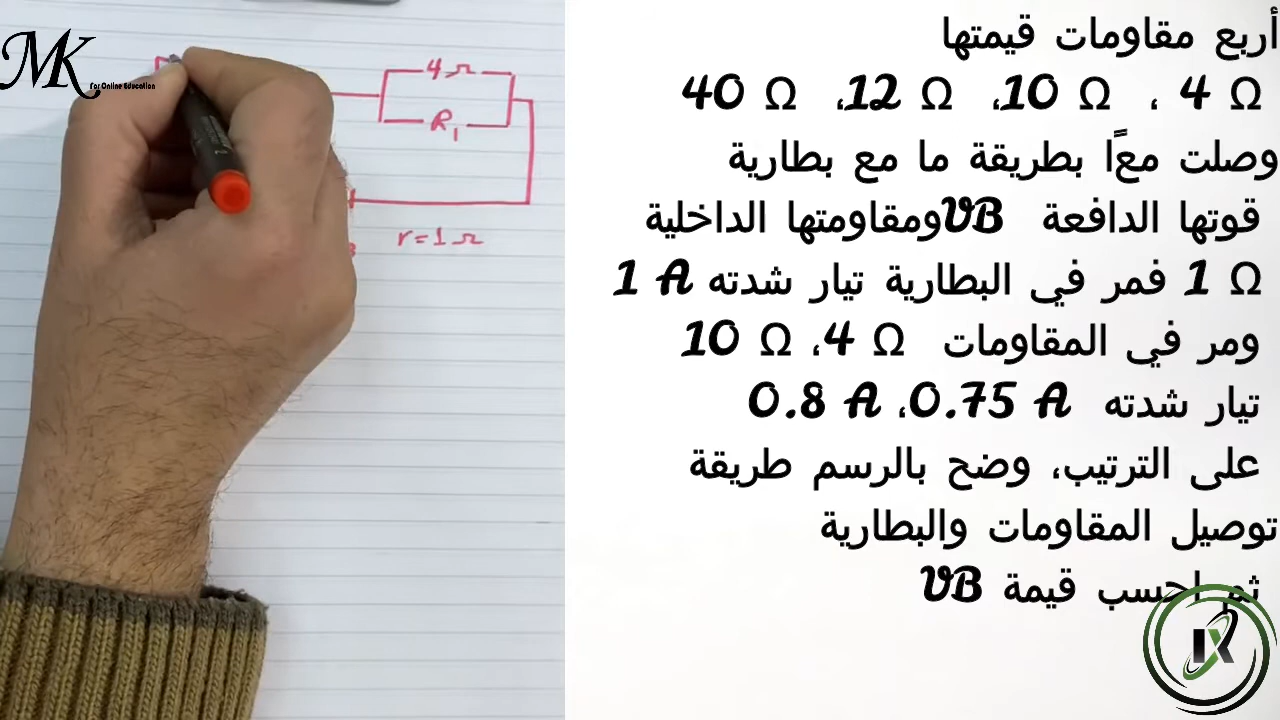 MK
For Online Education
4 Ω
R1
r = 1 Ω
أربع مقاومات قيمتها
4 Ω ، 10 Ω، 12 Ω، 40 Ω
وصلت معًا بطريقة ما مع بطارية
قوتها الدافعة VB ومقاومتها الداخلية
1 Ω فمر في البطارية تيار شدته 1 A
ومر في المقاومات 4 Ω، 10 Ω
تيار شدته 0.75 A، 0.8 A
على الترتيب، وضح بالرسم طريقة
توصيل المقاومات والبطارية
ثم احسب قيمة VB